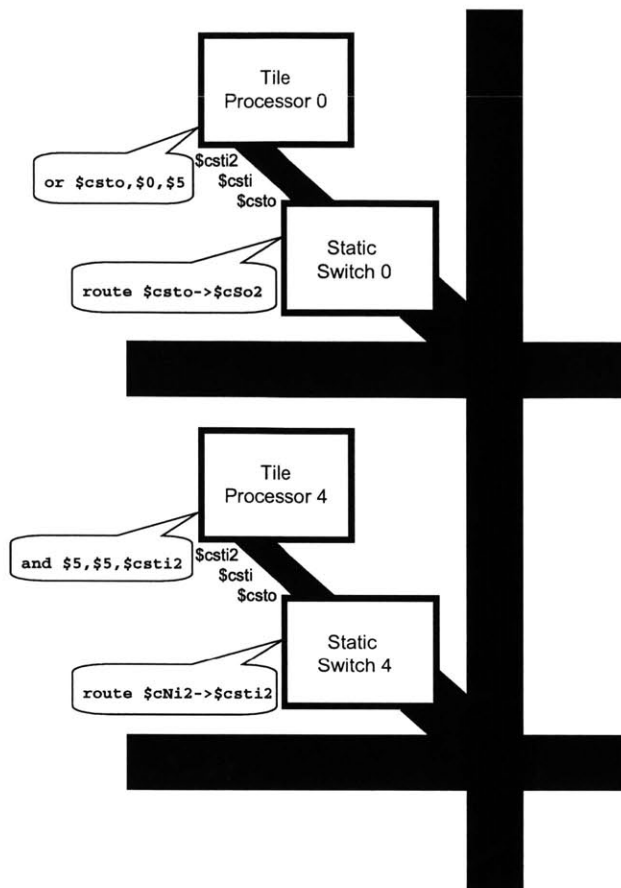 Tile
Processor 0
or $csto,$0,$5
$csti2
$csti
$csto
Static
Switch 0
route $csto->$cSo2
Tile
Processor 4
and $5,$5,$csti2
$csti2
$csti
$csto
Static
Switch 4
route $cNi2->$csti2